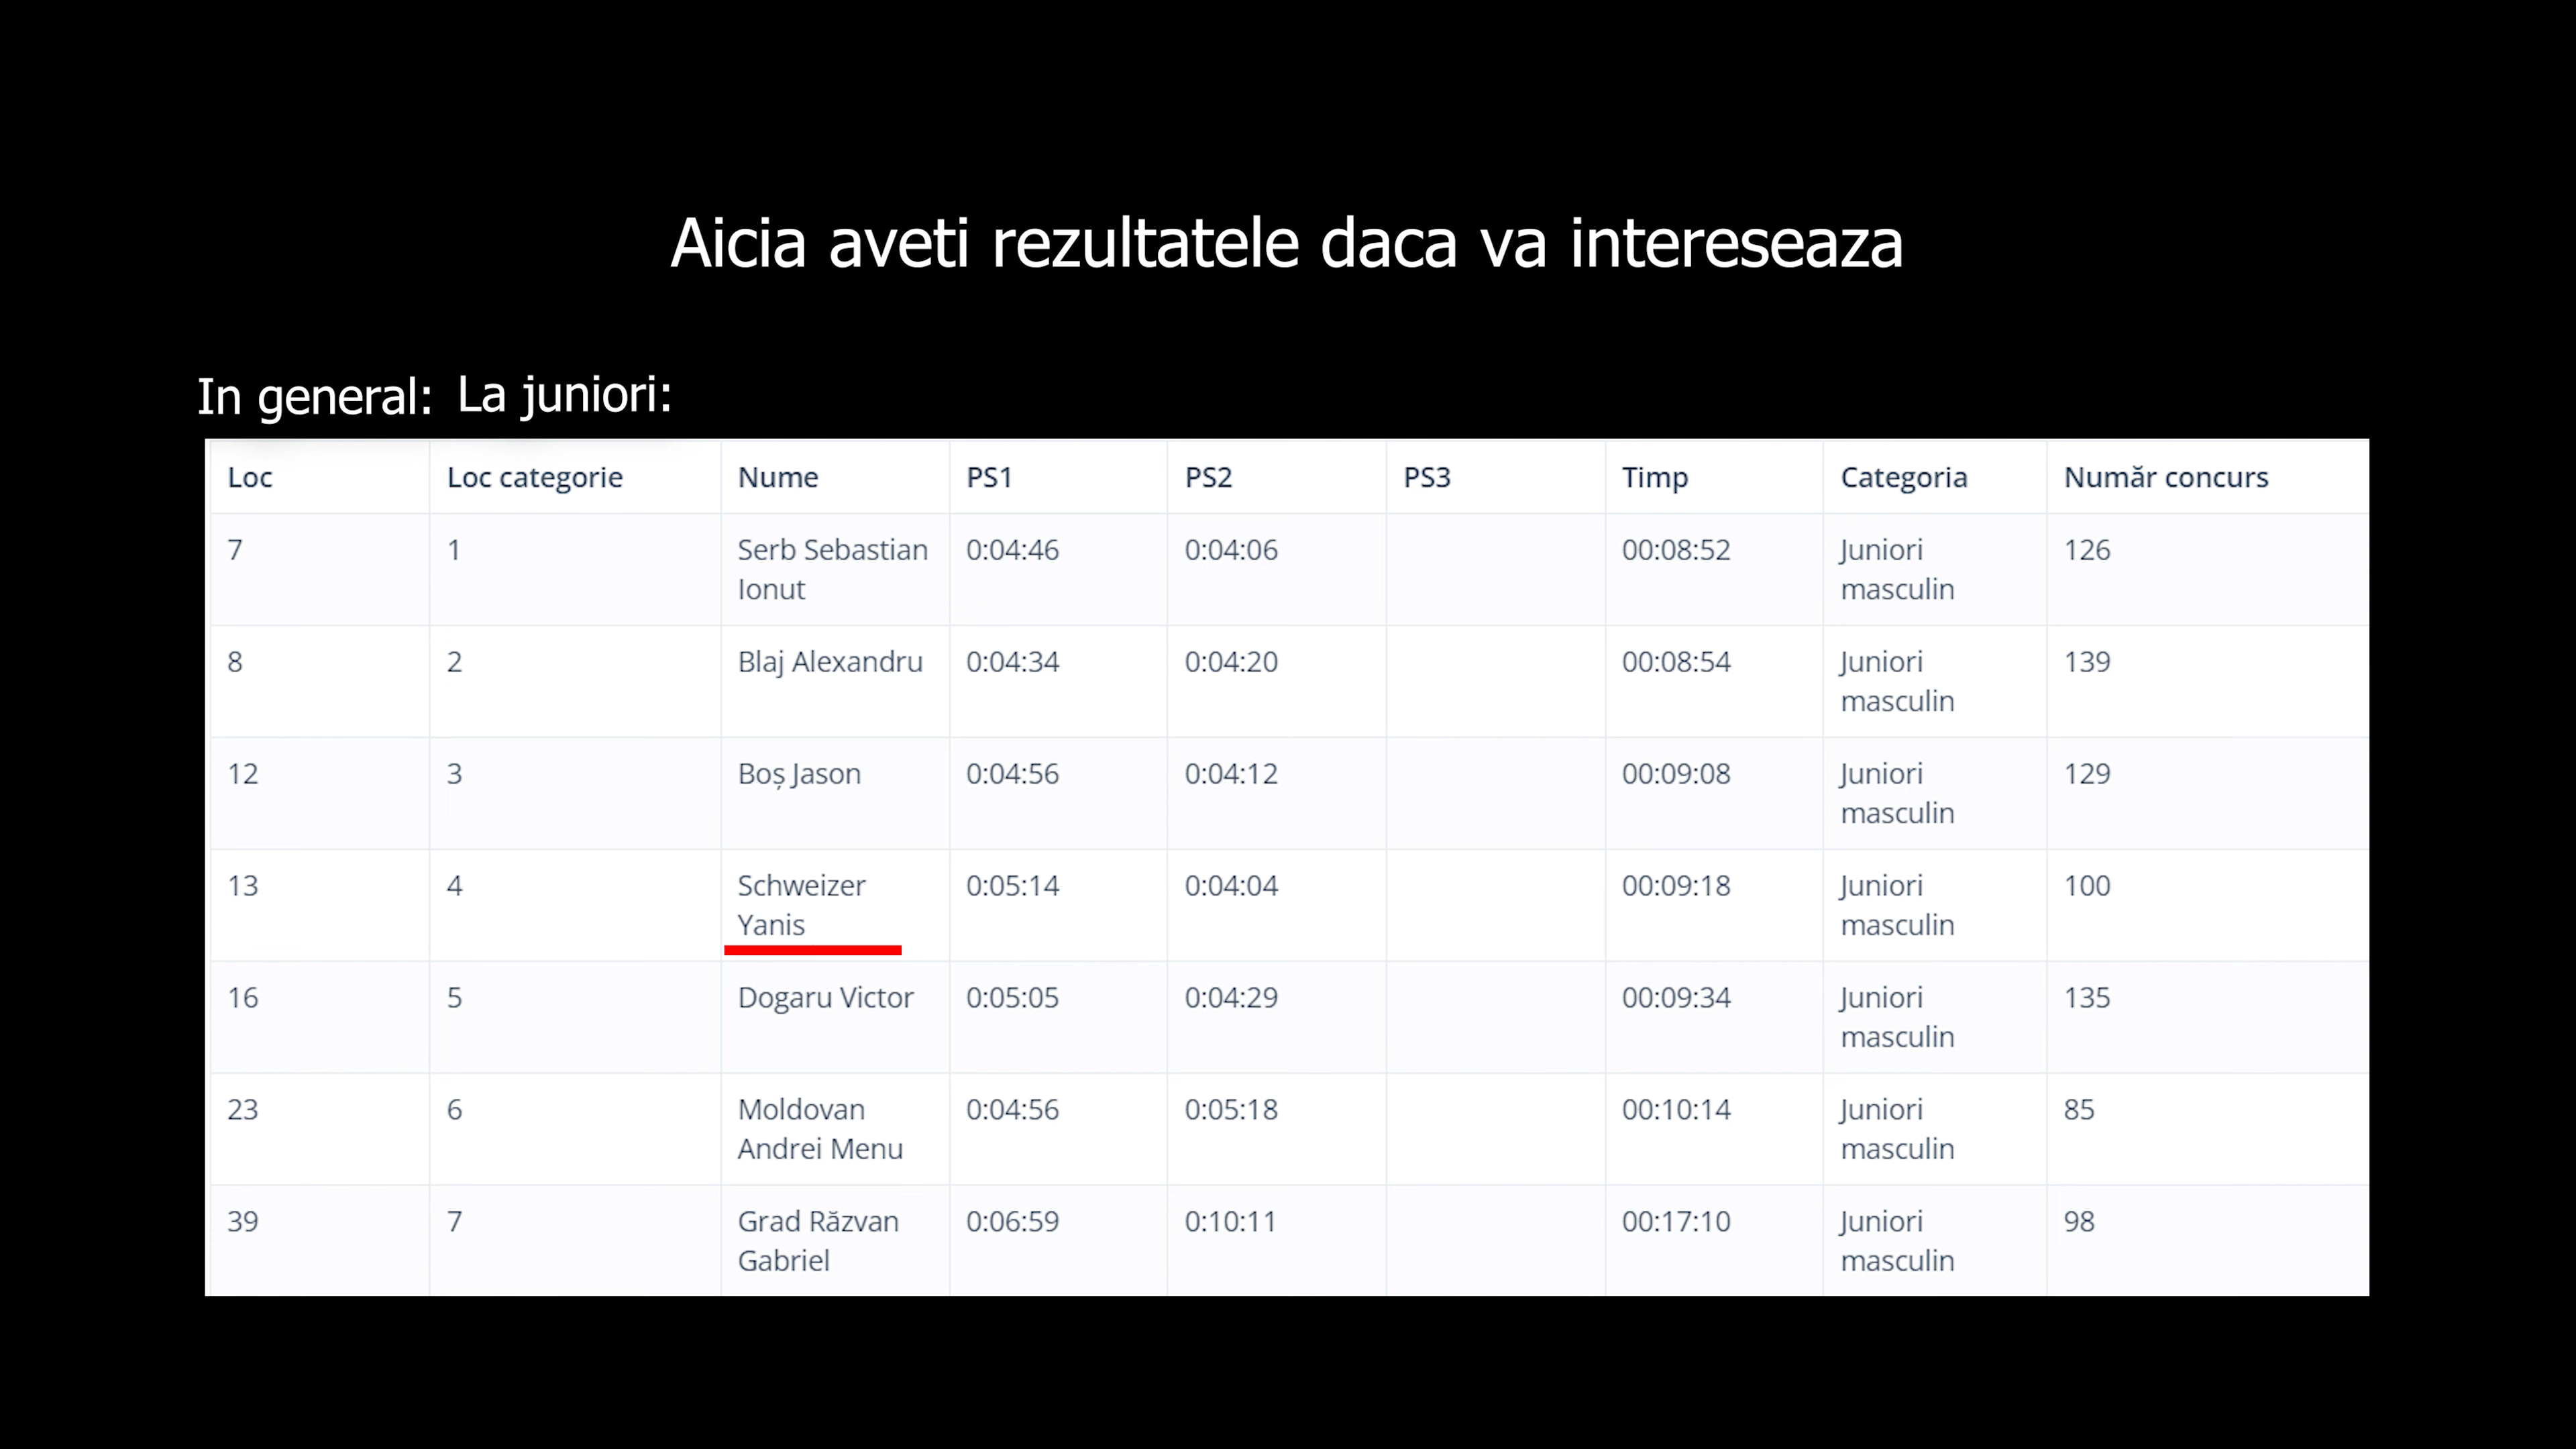 Aicia aveti rezultatele daca va intereseaza
In general: La juniori:
Loc Loc categorie Nume PS1 PS2 PS3 Timp Categoria Număr concurs
7 1 Serb Sebastian 0:04:46 0:04:06 00:08:52 Juniori 126
Ionut masculin
8 2 Blaj Alexandru 0:04:34 0:04:20 00:08:54 Juniori 139
masculin
12 3 Boș Jason 0:04:56 0:04:12 00:09:08 Juniori 129
masculin
13 4 Schweizer 0:05:14 0:04:04 00:09:18 Juniori 100
Yanis masculin
16 5 Dogaru Victor 0:05:05 0:04:29 00:09:34 Juniori 135
masculin
23 6 Moldovan 0:04:56 0:05:18 00:10:14 Juniori 85
Andrei Menu masculin
39 7 Grad Răzvan 0:06:59 0:10:11 00:17:10 Juniori 98
Gabriel masculin